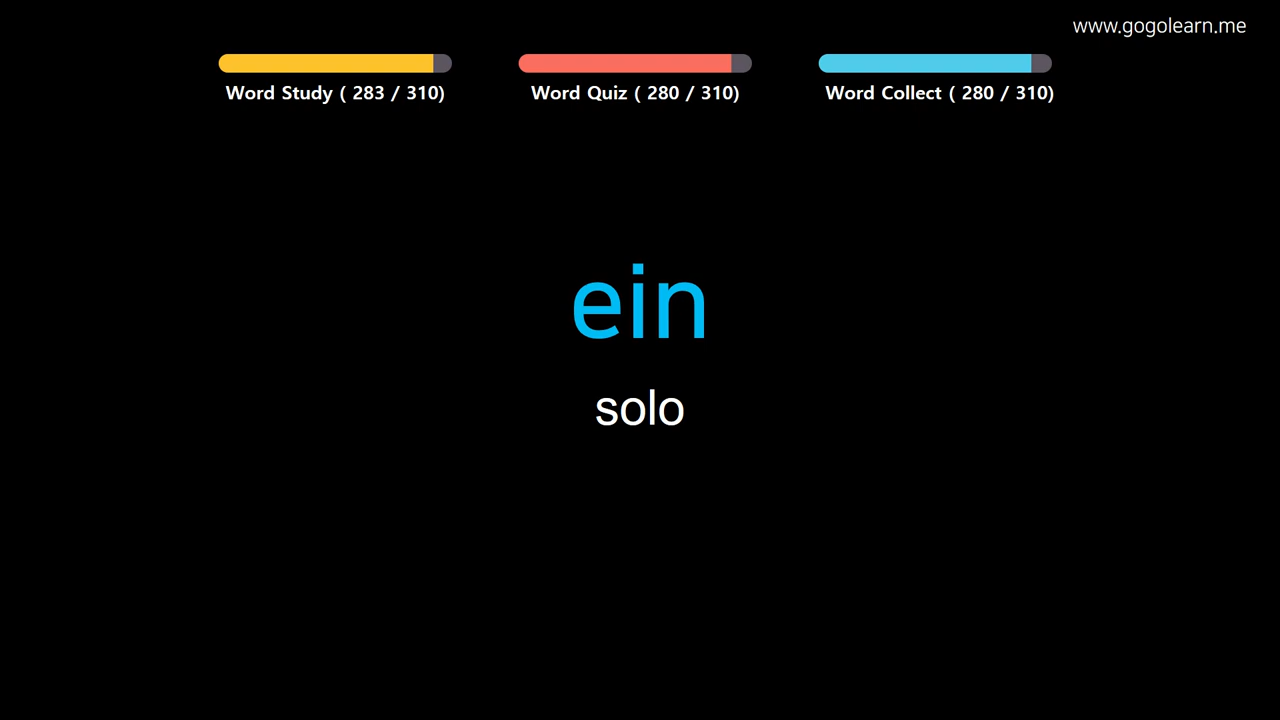 www.gogolearn.me
Word Study ( 283 / 310)
Word Quiz ( 280 / 310)
Word Collect ( 280 / 310)
ein
solo